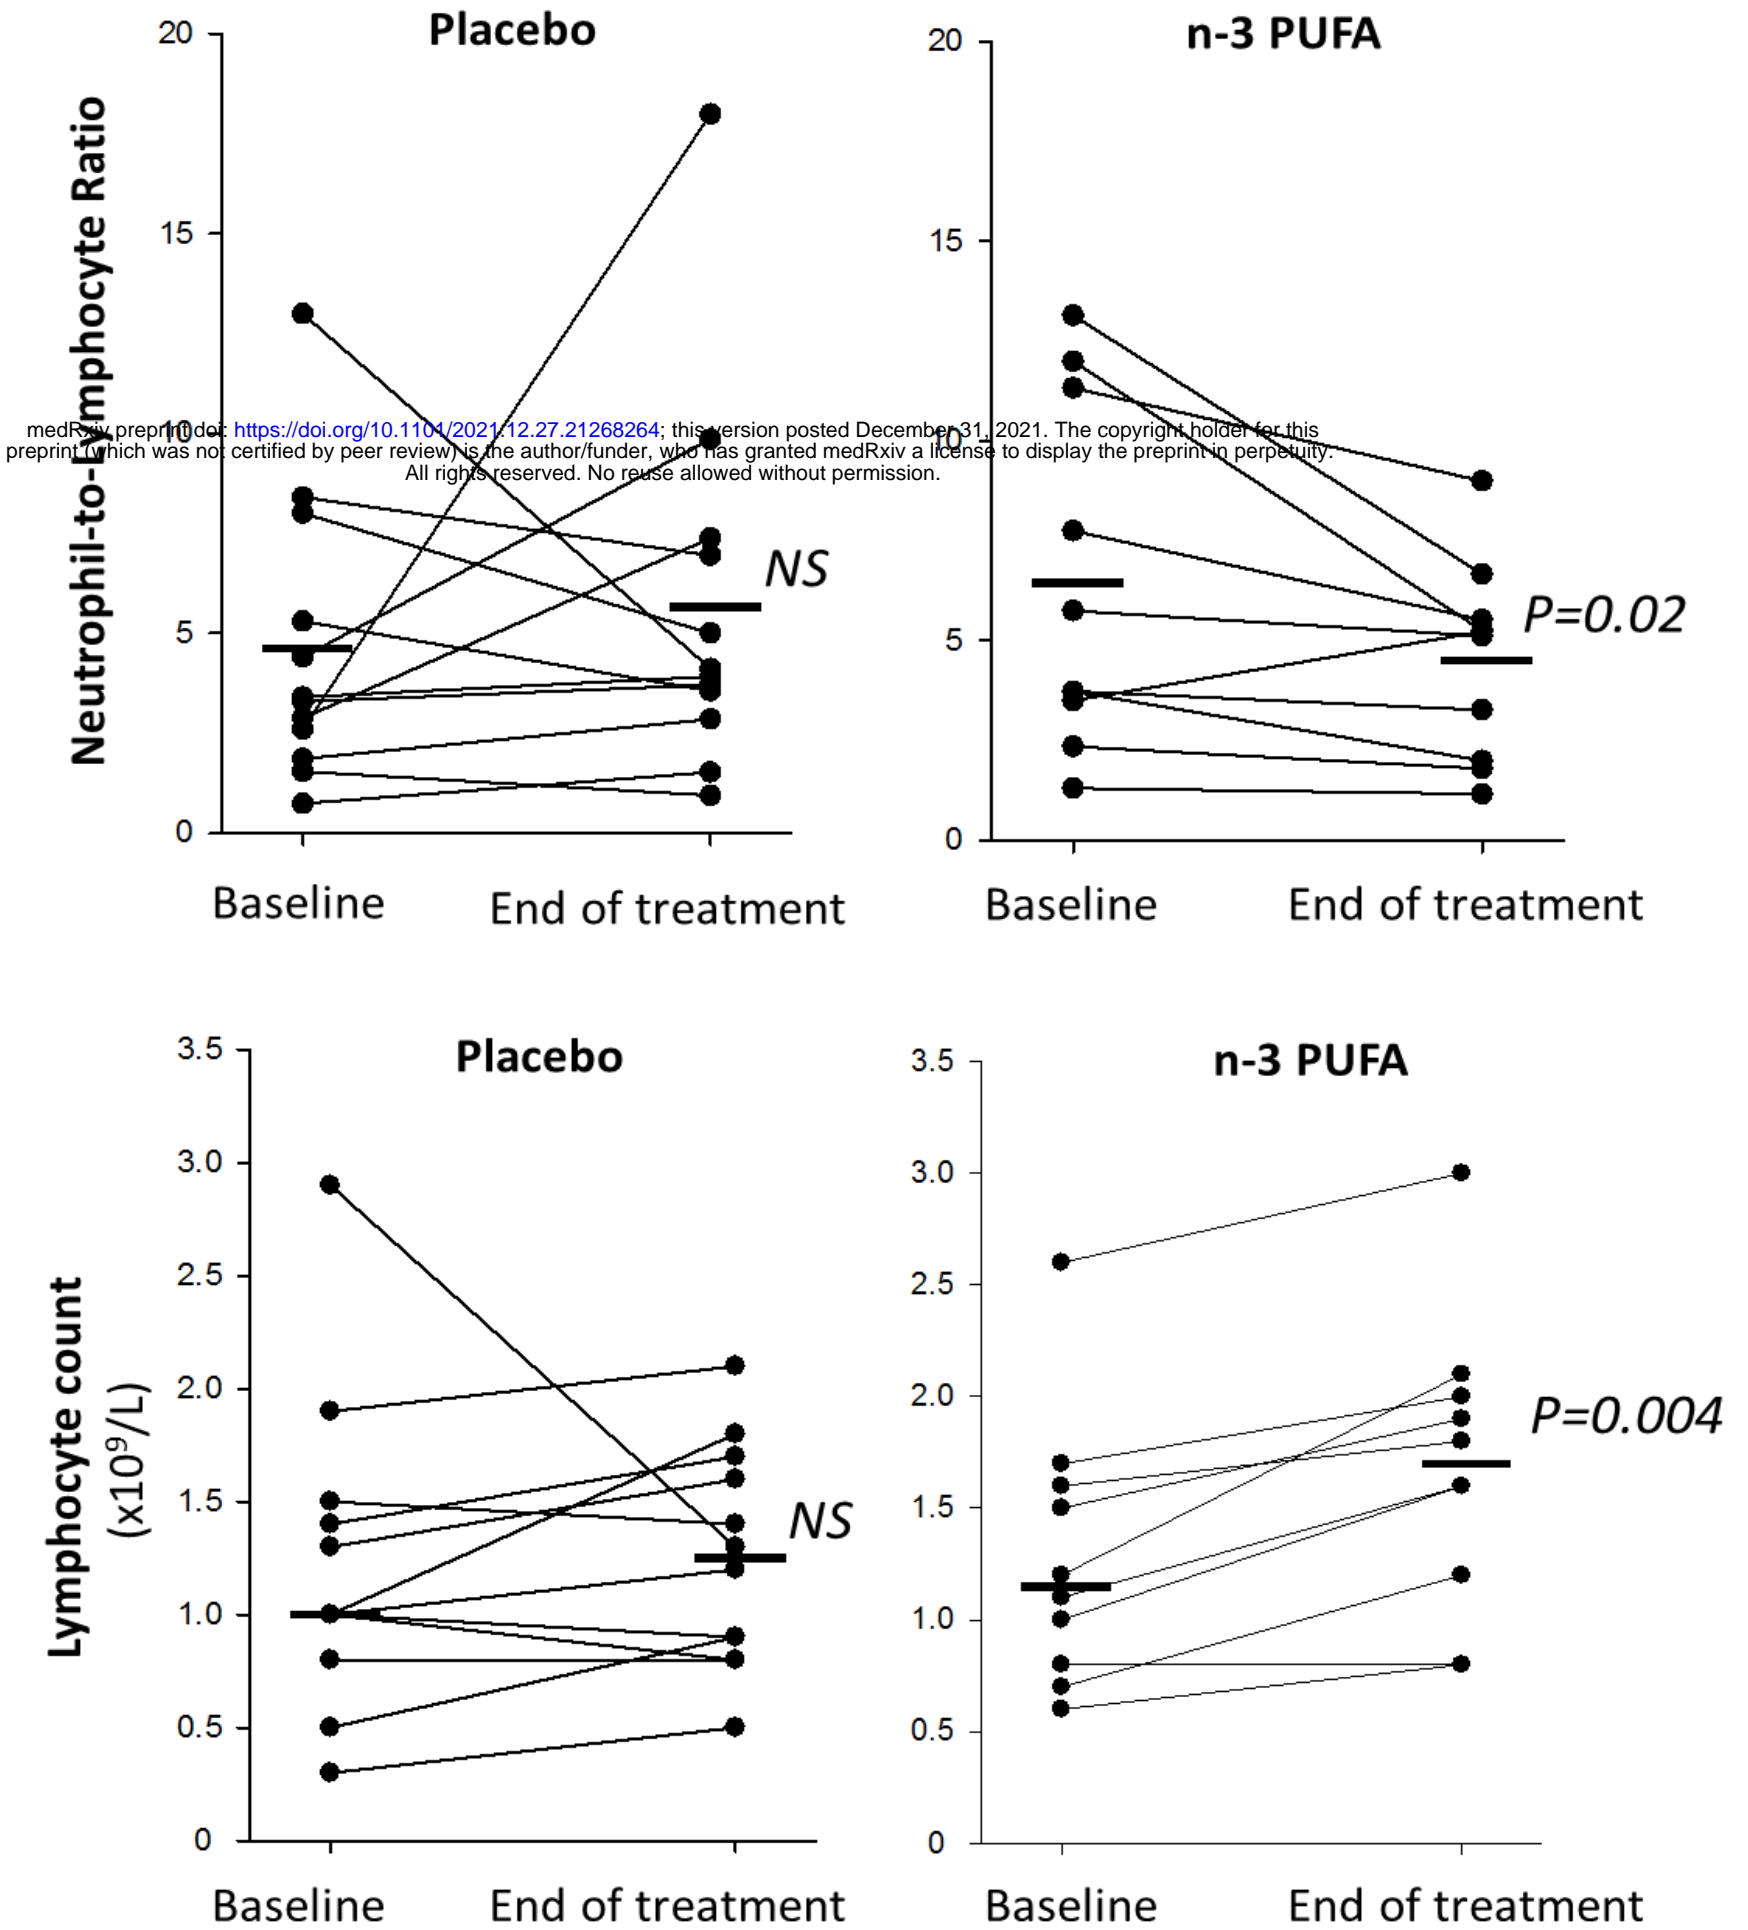 Placebo
n-3 PUFA
Neutrophil-to-Lymphocyte Ratio
20
15
10
5
0
20
15
10
5
0
medRxiv preprint doi: https://doi.org/10.1101/2021.12.27.21268264; this version posted December 31, 2021. The copyright holder for this
preprint (which was not certified by peer review) is the author/funder, who has granted medRxiv a license to display the preprint in perpetuity.
All rights reserved. No reuse allowed without permission.
NS
P=0.02
Baseline
End of treatment
Baseline
End of treatment
Placebo
n-3 PUFA
Lymphocyte count
(x10⁹/L)
3.5
3.0
2.5
2.0
1.5
1.0
0.5
0
3.5
3.0
2.5
2.0
1.5
1.0
0.5
0
NS
P=0.004
Baseline
End of treatment
Baseline
End of treatment